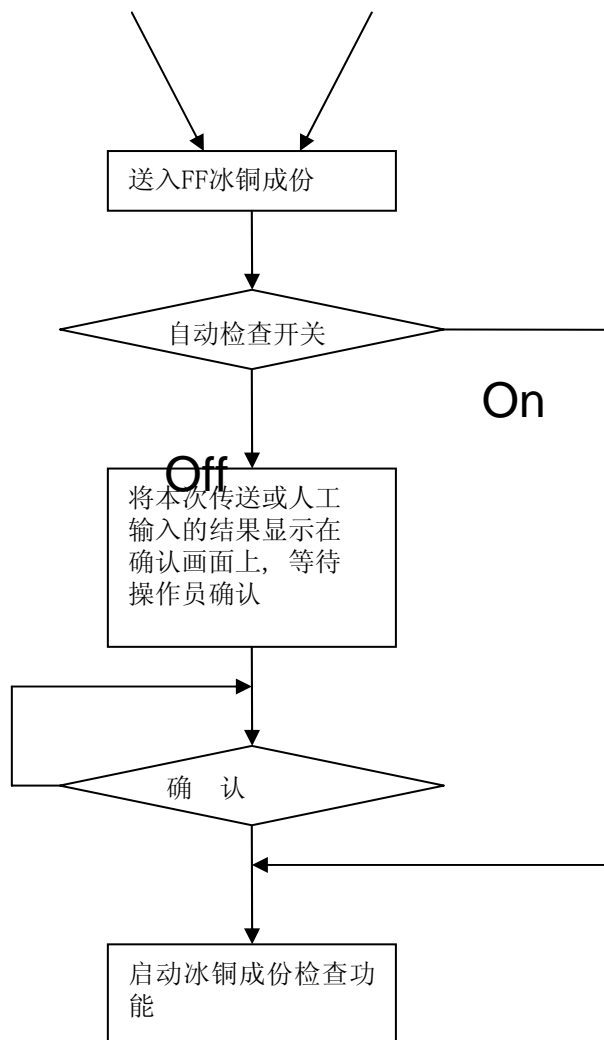 送入FF冰铜成份
自动检查开关
On
Off
将本次传送或人工
输入的结果显示在
确认画面上，等待
操作员确认
确 认
启动冰铜成份检查功
能